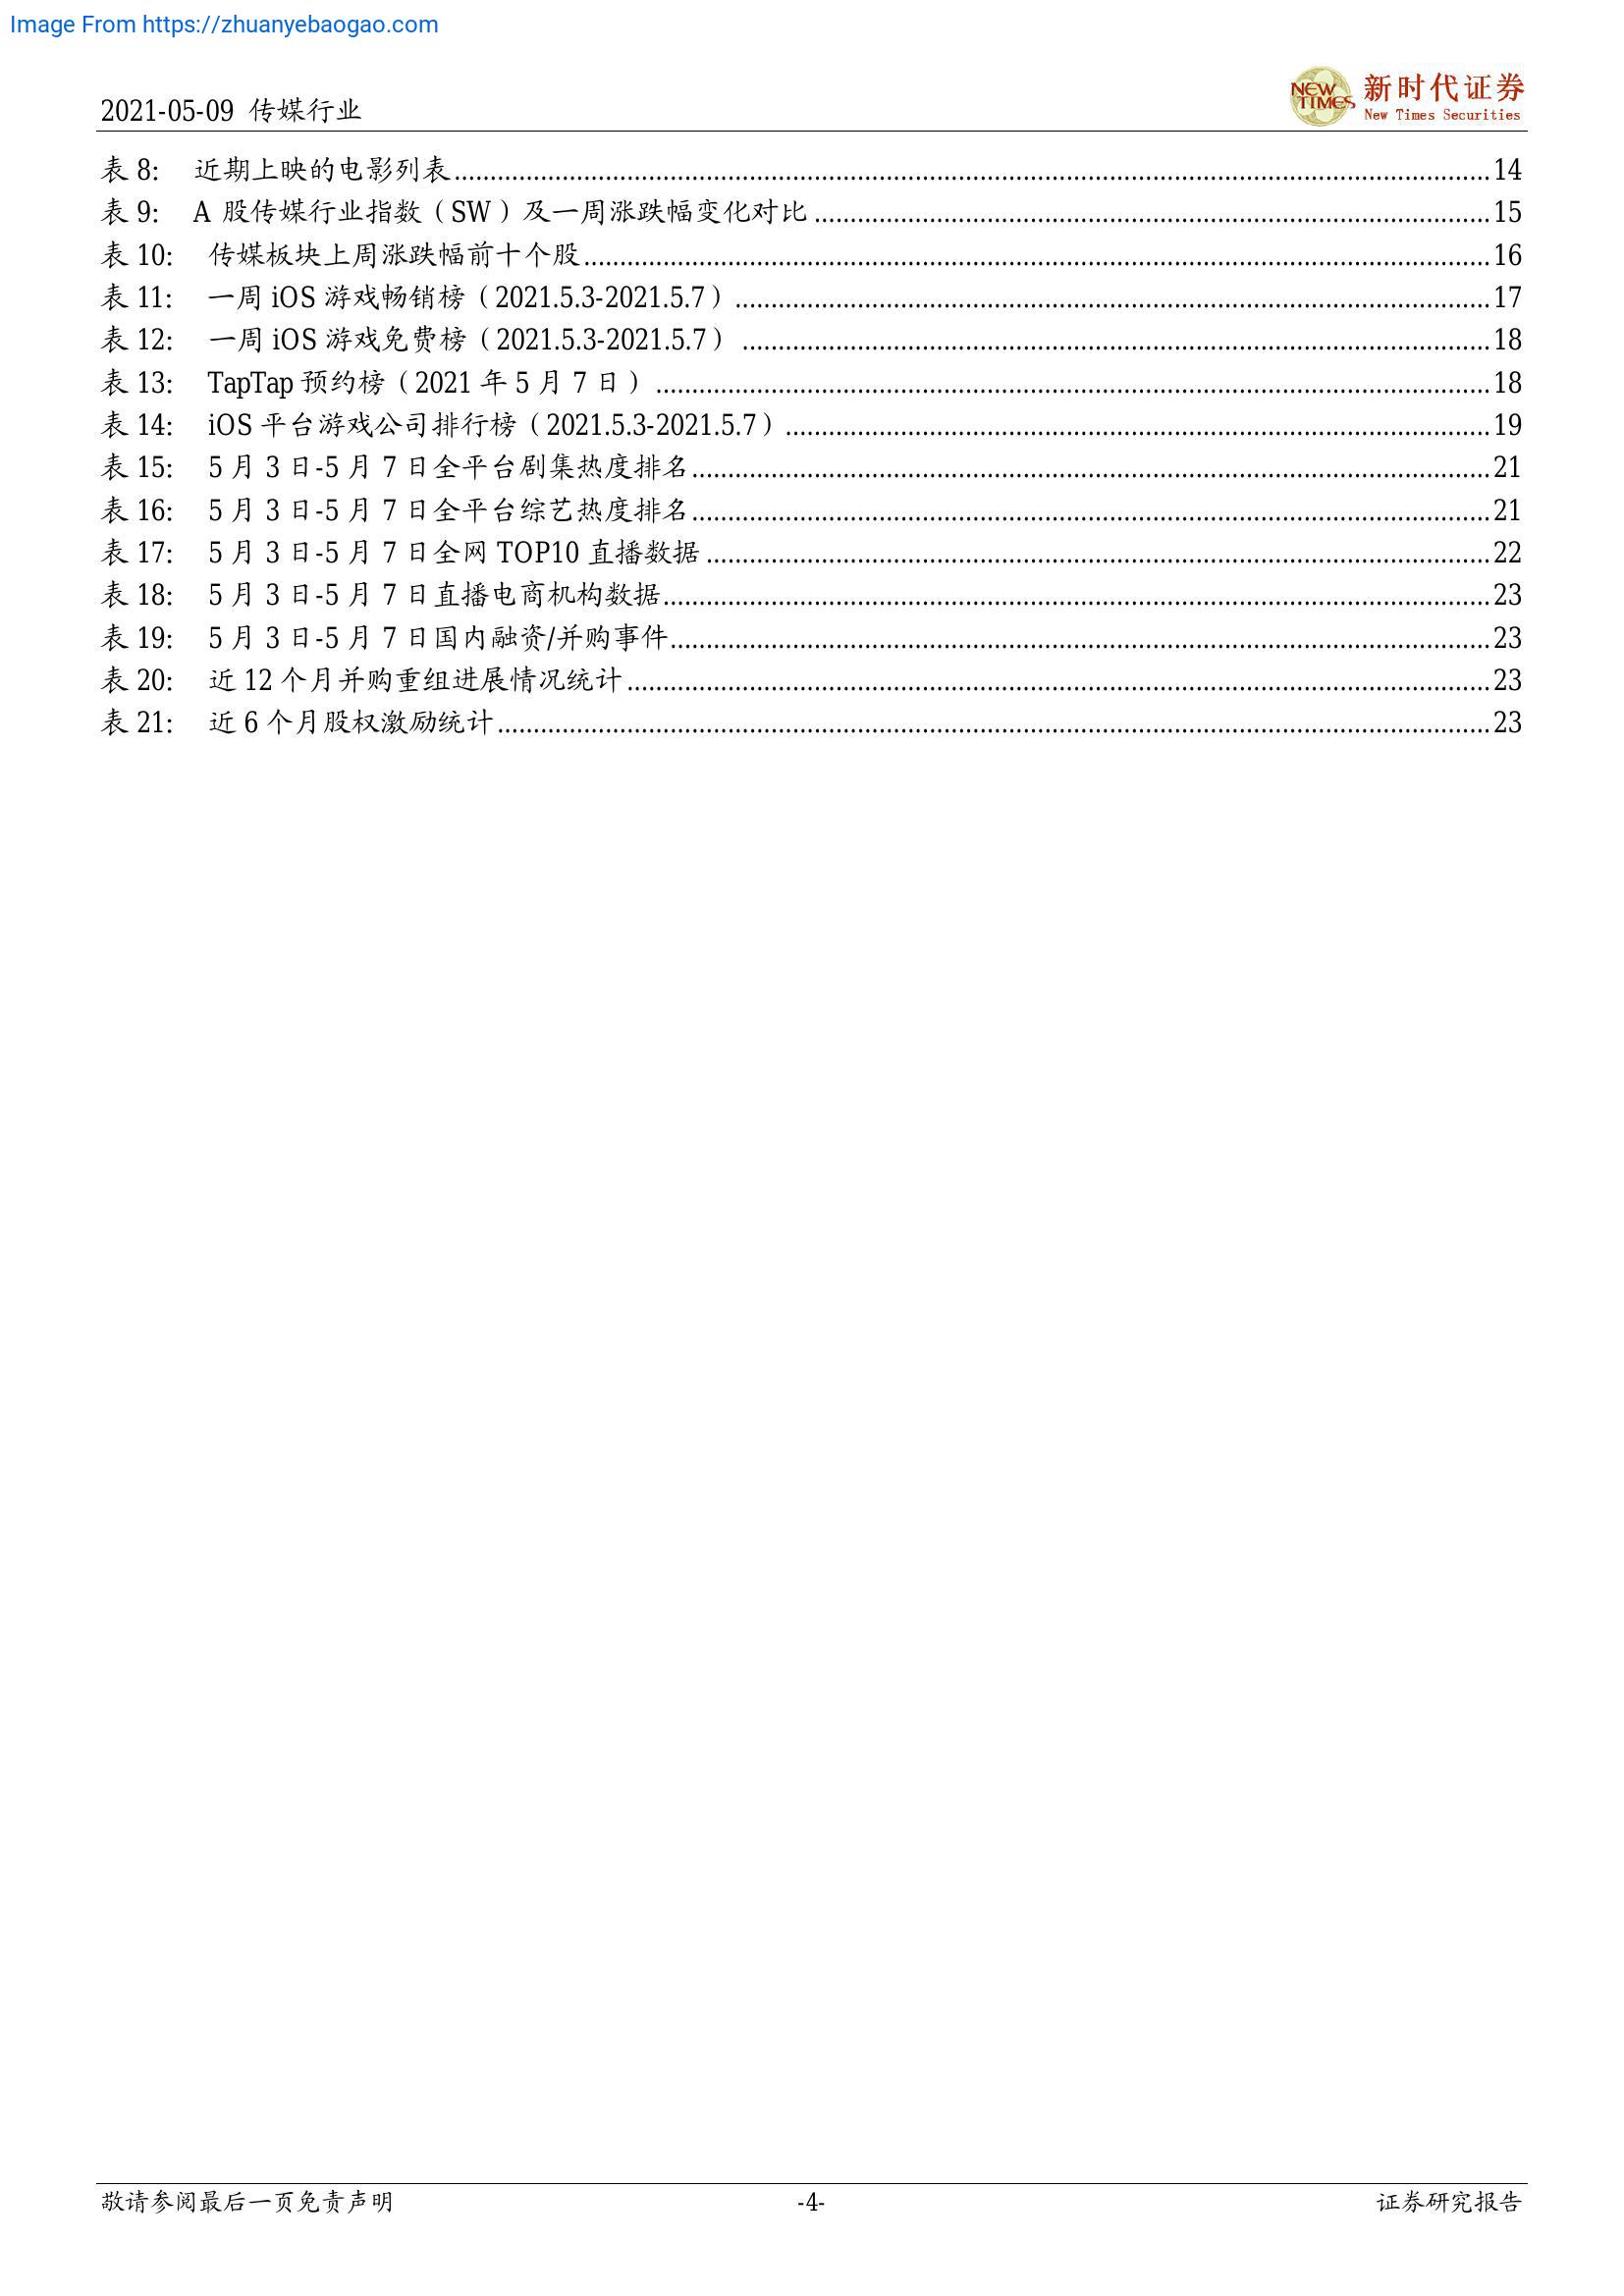 Image From https://zhuanyebaogao.com
2021-05-09 传媒行业
NEW TIMES
新时代证券
New Times Securities
表 8: 近期上映的电影列表....................14
表 9: A 股传媒行业指数（SW）及一周涨跌幅变化对比....................15
表 10: 传媒板块上周涨跌幅前十个股....................16
表 11: 一周 iOS 游戏畅销榜（2021.5.3-2021.5.7）....................17
表 12: 一周 iOS 游戏免费榜（2021.5.3-2021.5.7）....................18
表 13: TapTap 预约榜（2021 年 5 月 7 日）....................18
表 14: iOS 平台游戏公司排行榜（2021.5.3-2021.5.7）....................19
表 15: 5 月 3 日-5 月 7 日全平台剧集热度排名....................21
表 16: 5 月 3 日-5 月 7 日全平台综艺热度排名....................21
表 17: 5 月 3 日-5 月 7 日全网 TOP10 直播数据....................22
表 18: 5 月 3 日-5 月 7 日直播电商机构数据....................23
表 19: 5 月 3 日-5 月 7 日国内融资/并购事件....................23
表 20: 近 12 个月并购重组进展情况统计....................23
表 21: 近 6 个月股权激励统计....................23
敬请参阅最后一页免责声明
-4-
证券研究报告